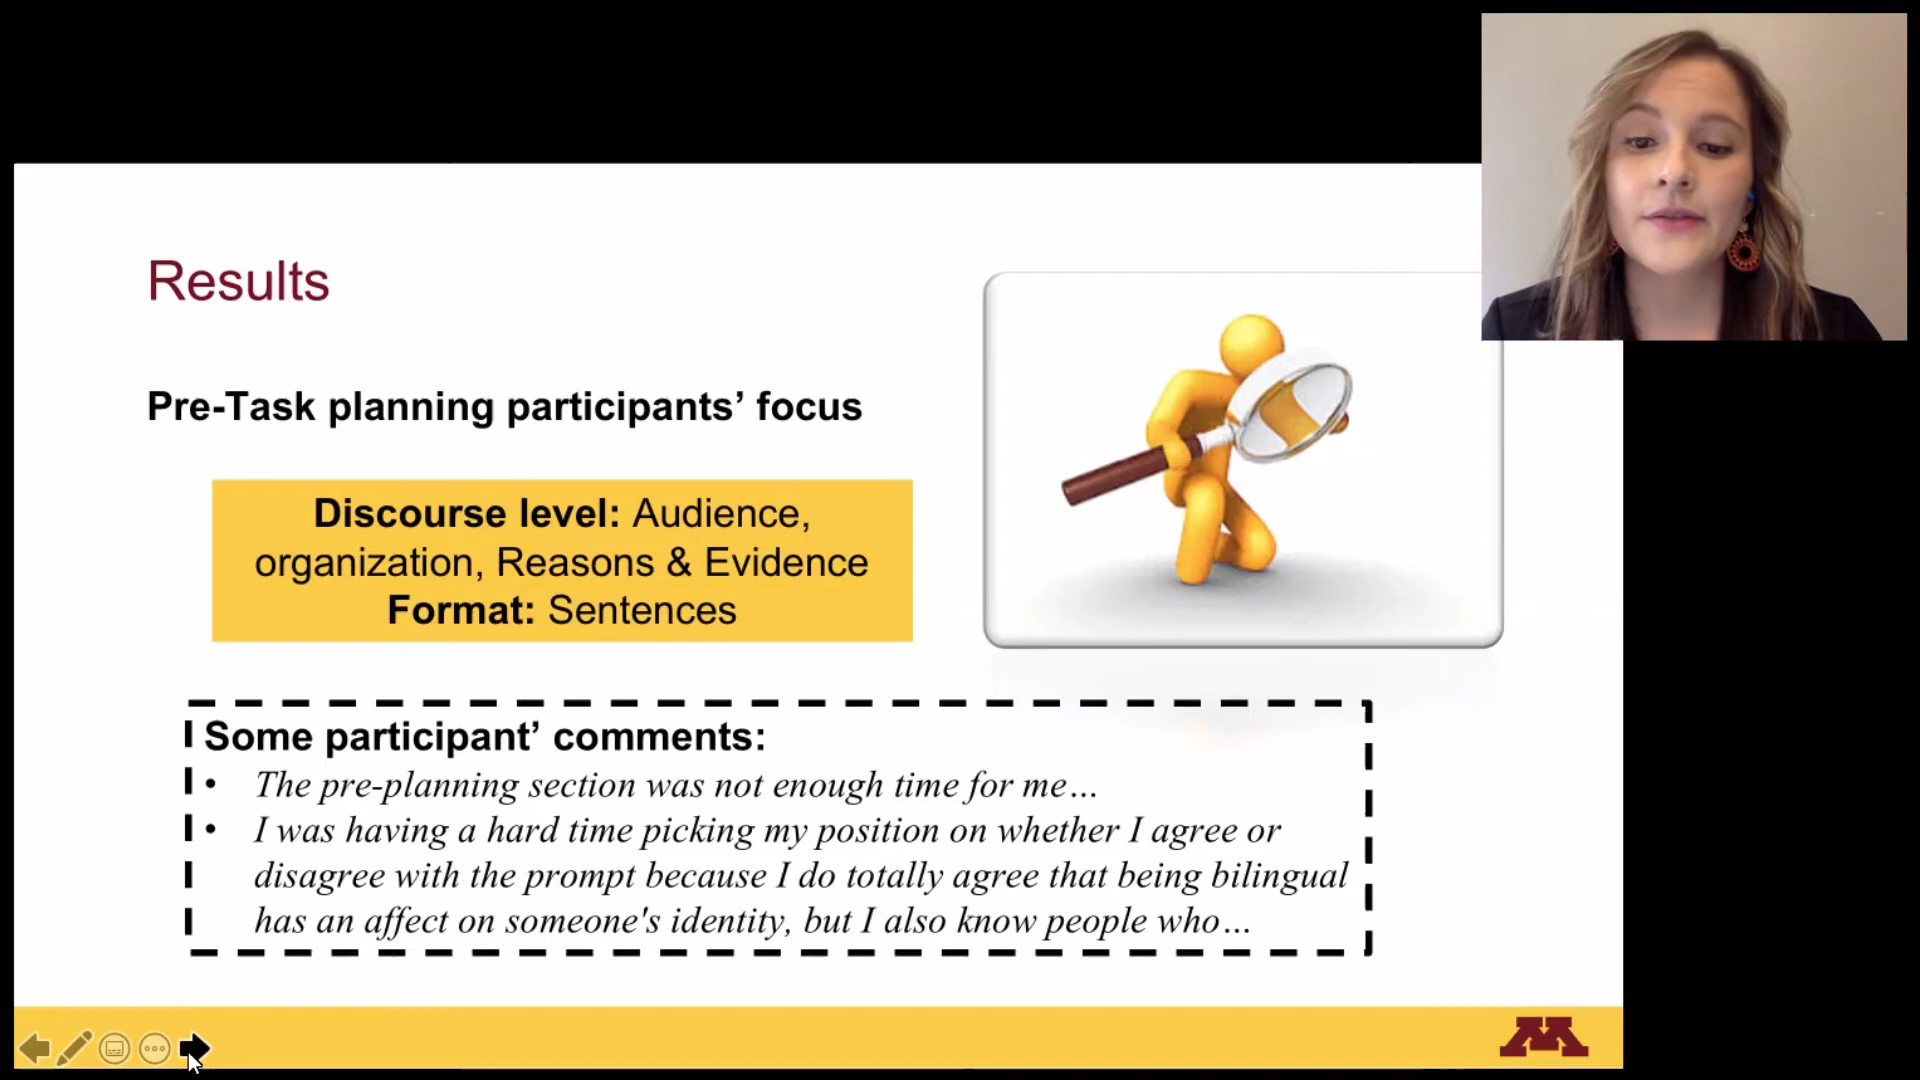 Results
Pre-Task planning participants’ focus
Discourse level: Audience,
organization, Reasons & Evidence
Format: Sentences
Some participant’ comments:
• The pre-planning section was not enough time for me…
• I was having a hard time picking my position on whether I agree or
disagree with the prompt because I do totally agree that being bilingual
has an affect on someone's identity, but I also know people who…
M